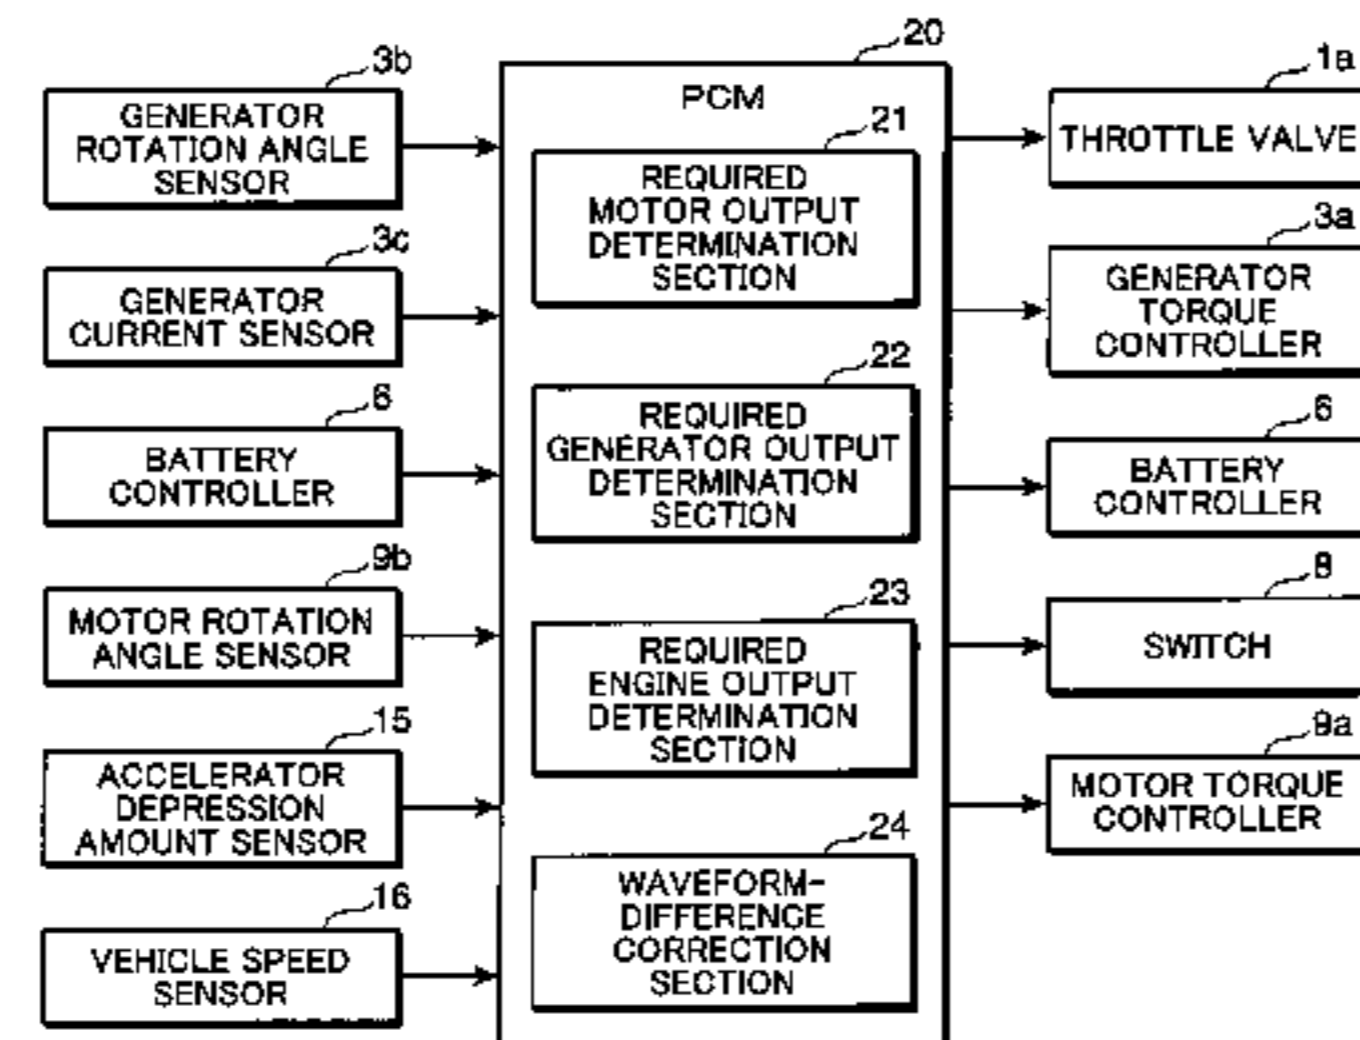 3b
GENERATOR
ROTATION ANGLE
SENSOR
3c
GENERATOR
CURRENT SENSOR
6
BATTERY
CONTROLLER
9b
MOTOR ROTATION
ANGLE SENSOR
15
ACCELERATOR
DEPRESSION
AMOUNT SENSOR
16
VEHICLE SPEED
SENSOR
20
PCM
21
REQUIRED
MOTOR OUTPUT
DETERMINATION
SECTION
22
REQUIRED
GENERATOR OUTPUT
DETERMINATION
SECTION
23
REQUIRED
ENGINE OUTPUT
DETERMINATION
SECTION
24
WAVEFORM-
DIFFERENCE
CORRECTION
SECTION
1a
THROTTLE VALVE
3a
GENERATOR
TORQUE
CONTROLLER
6
BATTERY
CONTROLLER
8
SWITCH
9a
MOTOR TORQUE
CONTROLLER